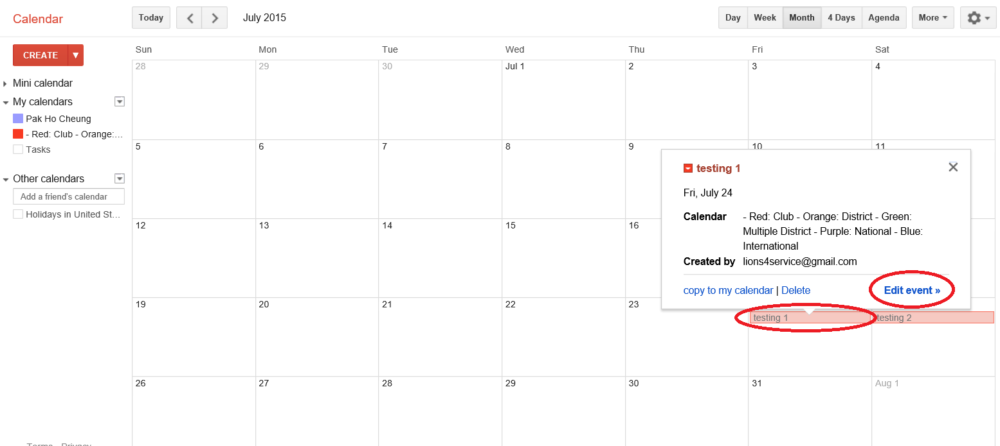 Calendar
Today
July 2015
Day Week Month 4 Days Agenda More
CREATE
Mini calendar
My calendars
Pak Ho Cheung
- Red: Club - Orange:...
Tasks
Other calendars
Add a friend's calendar
Holidays in United St...
Sun Mon Tue Wed Thu Fri Sat
28 29 30 Jul 1 2 3 4
5 6 7 8 9 10 11
12 13 14 15 16
19 20 21 22 23
testing 1
Fri, July 24
Calendar - Red: Club - Orange: District - Green:
Multiple District - Purple: National - Blue:
International
Created by lions4service@gmail.com
copy to my calendar | Delete Edit event »
testing 1 testing 2
26 27 28 29 30 31 Aug 1
Terms - Privacy